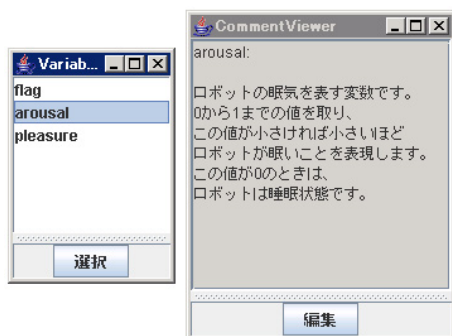 Variab...
flag
arousal
pleasure
選択
CommentViewer
arousal:
ロボットの眠気を表す変数です。
0から1までの値を取り、
この値が小さければ小さいほど
ロボットが眠いことを表現します。
この値が0のときは、
ロボットは睡眠状態です。
編集